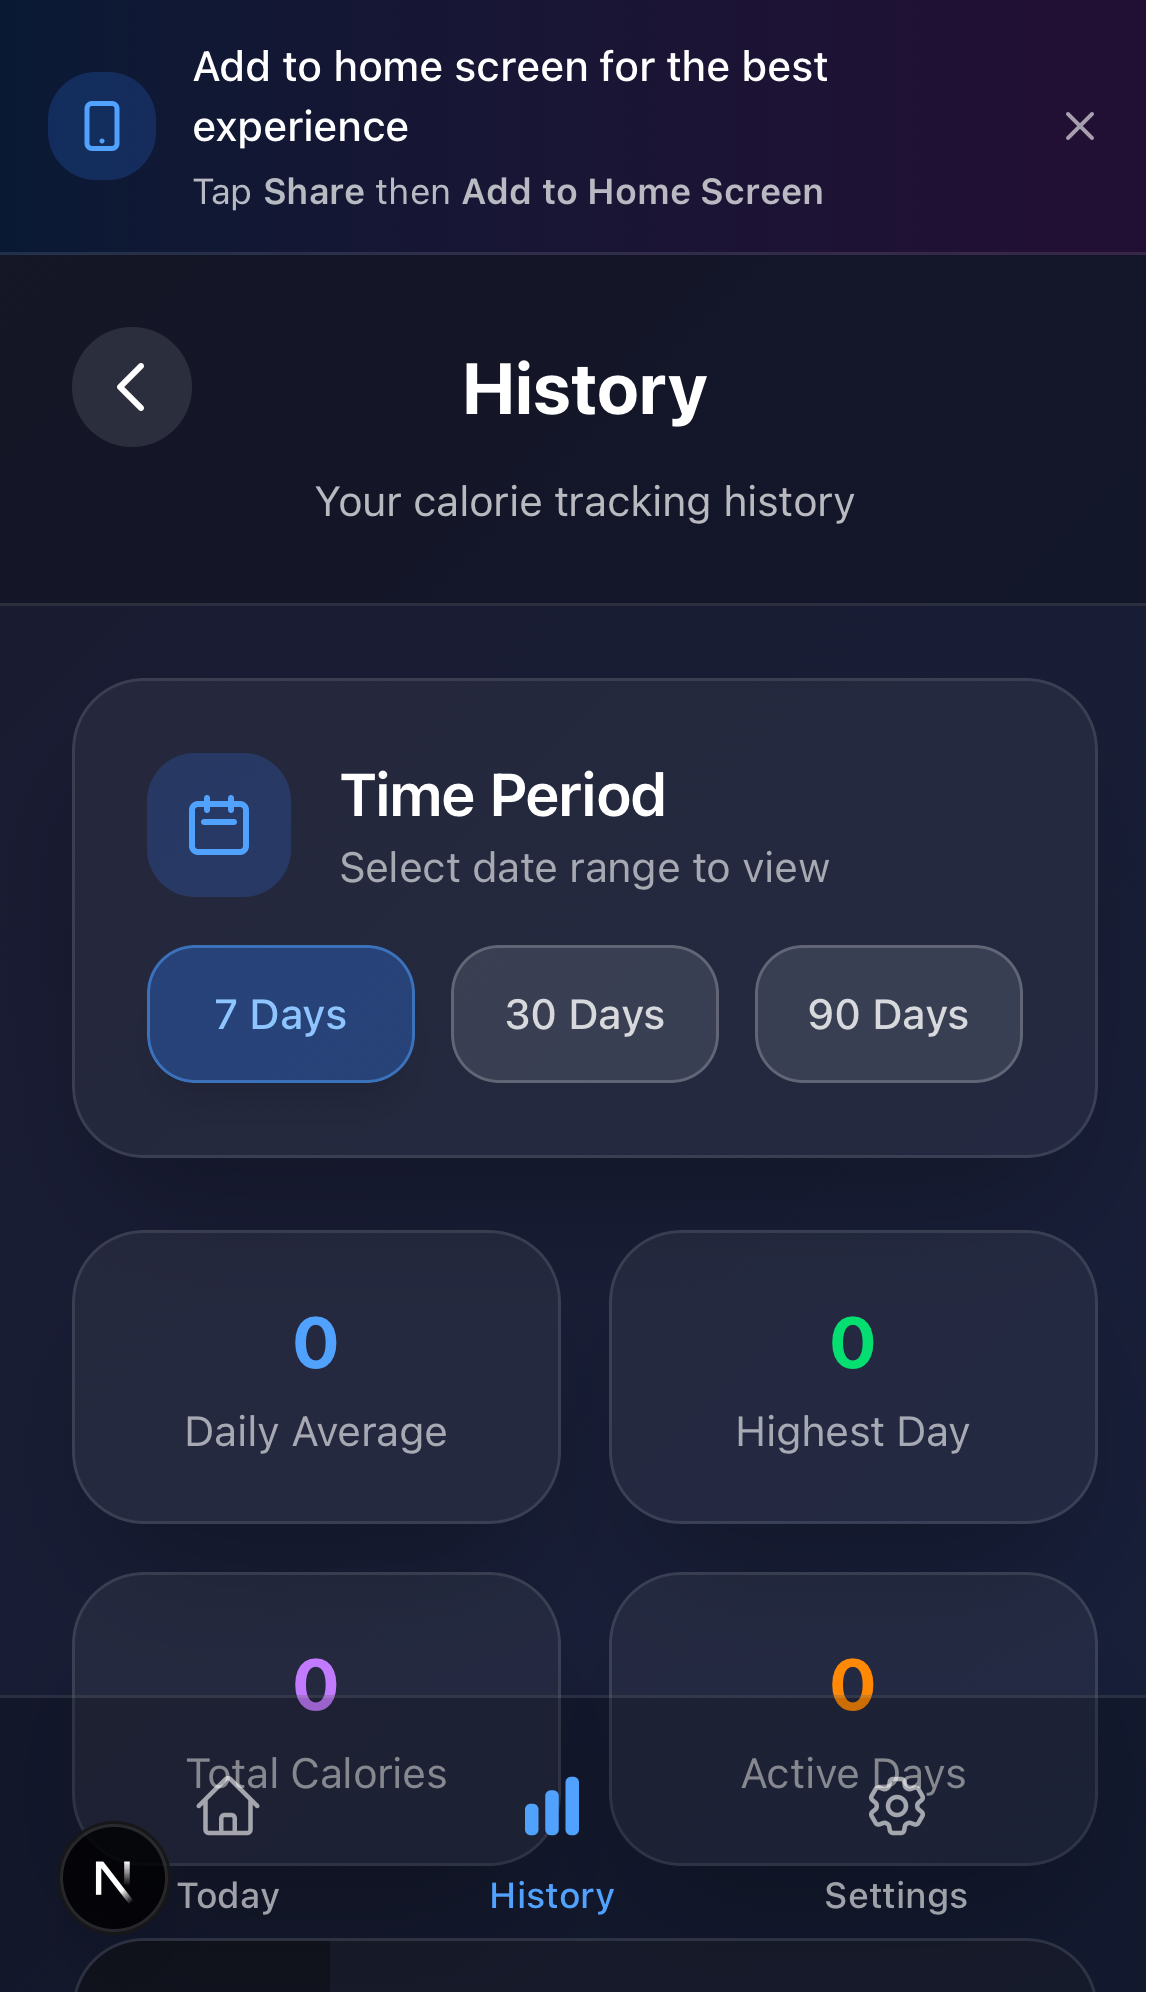 Add to home screen for the best
experience
Tap Share then Add to Home Screen
History
Your calorie tracking history
Time Period
Select date range to view
7 Days
30 Days
90 Days
0
Daily Average
0
Highest Day
0
Total Calories
0
Active Days
N
Today
History
Settings